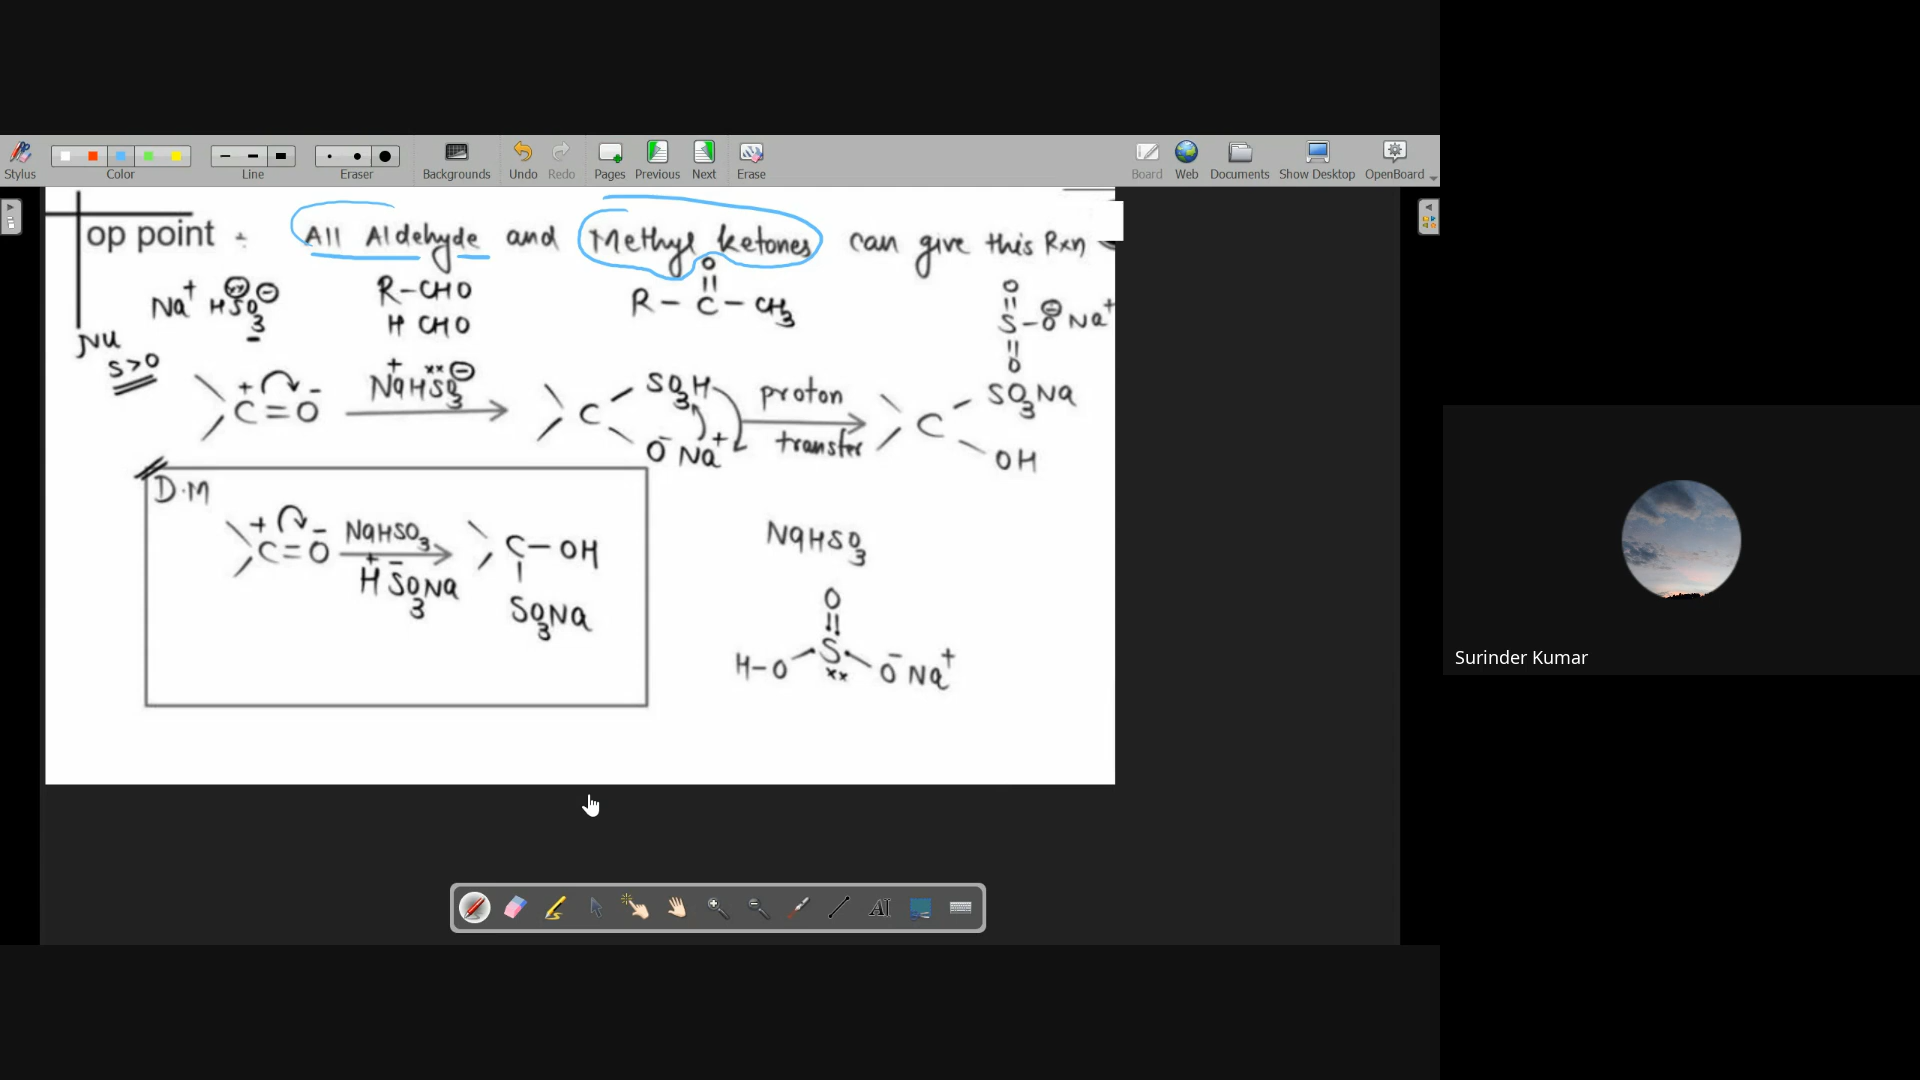 Stylus Color Line Eraser Backgrounds Undo Redo Pages Previous Next Erase Board Web Documents Show Desktop OpenBoard
op point :- All Aldehyde and Methyl ketones can give this Rxn
Na+ HSO3⊖ R-CHO
H CHO
O
R - C - CH3
O
S-O⊖ Na+
O
Nu
S>O
C=O NaHSO3⊖ C SO3H proton transfer C SO3Na
O- Na+ OH
D.M
C=O NaHSO3 C-OH
H+ SO3Na SO3Na
NaHSO3
O
H-O S O- Na+
Surinder Kumar